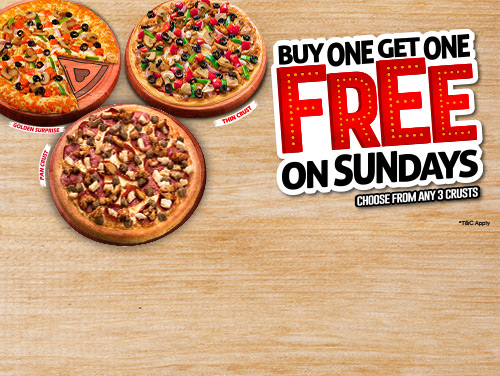 BUY ONE GET ONE
FREE
ON SUNDAYS
CHOOSE FROM ANY 3 CRUSTS
*T&C Apply
GOLDEN SURPRISE
THIN CRUST
PAN CRUST